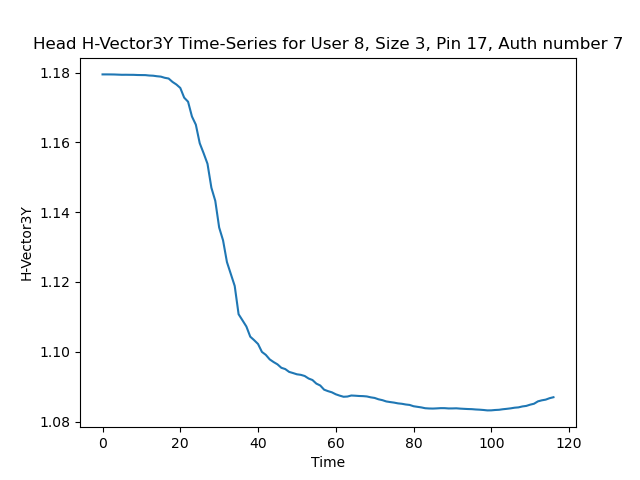 Head H-Vector3Y Time-Series for User 8, Size 3, Pin 17, Auth number 7
1.18
1.16
1.14
1.12
1.10
1.08
H-Vector3Y
0 20 40 60 80 100 120
Time